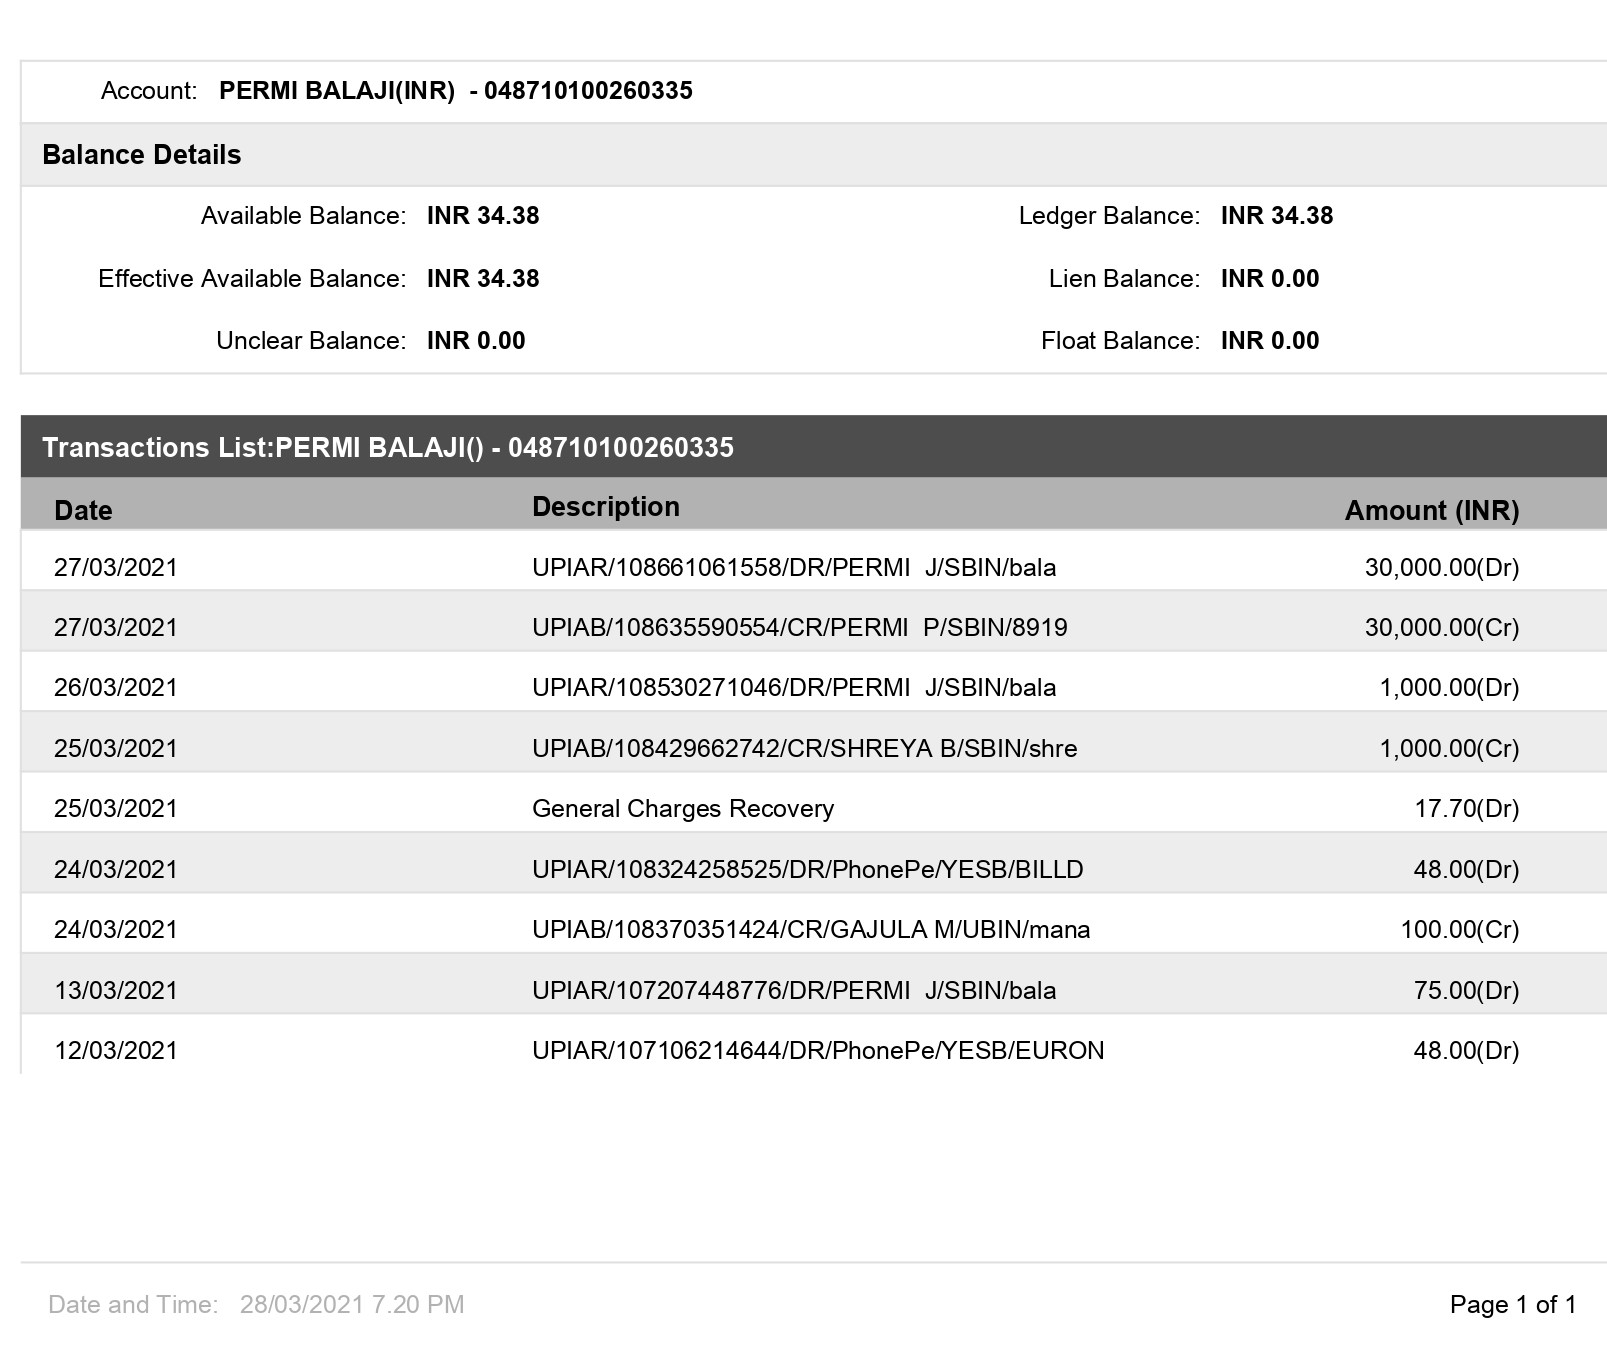 Account: PERMI BALAJI(INR)  - 048710100260335
Balance Details
Available Balance: INR 34.38 Ledger Balance: INR 34.38
Effective Available Balance: INR 34.38 Lien Balance: INR 0.00
Unclear Balance: INR 0.00 Float Balance: INR 0.00
Transactions List:PERMI BALAJI() - 048710100260335
Date Description Amount (INR)
27/03/2021 UPIAR/108661061558/DR/PERMI  J/SBIN/bala 30,000.00(Dr)
27/03/2021 UPIAB/108635590554/CR/PERMI  P/SBIN/8919 30,000.00(Cr)
26/03/2021 UPIAR/108530271046/DR/PERMI  J/SBIN/bala 1,000.00(Dr)
25/03/2021 UPIAB/108429662742/CR/SHREYA B/SBIN/shre 1,000.00(Cr)
25/03/2021 General Charges Recovery 17.70(Dr)
24/03/2021 UPIAR/108324258525/DR/PhonePe/YESB/BILLD 48.00(Dr)
24/03/2021 UPIAB/108370351424/CR/GAJULA M/UBIN/mana 100.00(Cr)
13/03/2021 UPIAR/107207448776/DR/PERMI  J/SBIN/bala 75.00(Dr)
12/03/2021 UPIAR/107106214644/DR/PhonePe/YESB/EURON 48.00(Dr)
Date and Time: 28/03/2021 7.20 PM Page 1 of 1